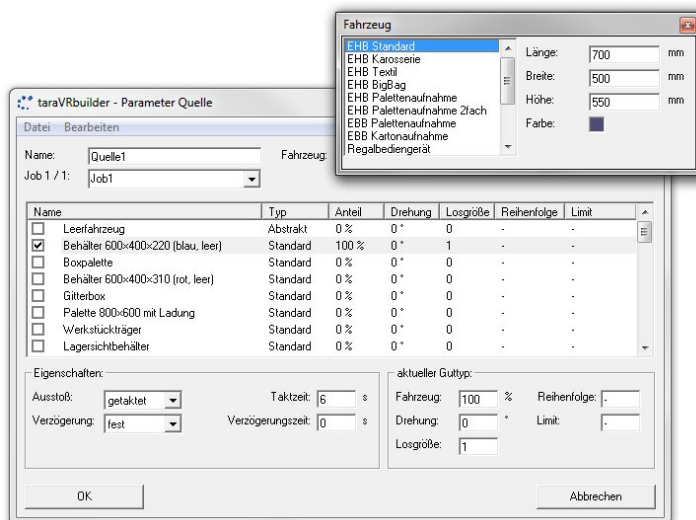 Fahrzeug
EHB Standard
EHB Karosserie
EHB Textil
EHB BigBag
EHB Palettenaufnahme
EHB Palettenaufnahme 2fach
EBB Palettenaufnahme
EBB Kartonaufnahme
Regalbediengerät
Länge: 700 mm
Breite: 500 mm
Höhe: 550 mm
Farbe:
taraVRbuilder - Parameter Quelle
Datei Bearbeiten
Name: Quelle1 Fahrzeug:
Job 1 / 1: Job1
Name Typ Anteil Drehung Losgröße Reihenfolge Limit
Leerfahrzeug Abstrakt 0 % 0 ° 0 - -
Behälter 600×400×220 (blau, leer) Standard 100 % 0 ° 1 - -
Boxpalette Standard 0 % 0 ° 0 - -
Behälter 600×400×310 (rot, leer) Standard 0 % 0 ° 0 - -
Gitterbox Standard 0 % 0 ° 0 - -
Palette 800×600 mit Ladung Standard 0 % 0 ° 0 - -
Werkstückträger Standard 0 % 0 ° 0 - -
Lagersichtbehälter Standard 0 % 0 ° 0 - -
Eigenschaften:
Ausstoß: getaktet Taktzeit: 6 s
Verzögerung: fest Verzögerungszeit: 0 s
aktueller Guttyp:
Fahrzeug: 100 % Reihenfolge: -
Drehung: 0 ° Limit: -
Losgröße: 1
OK Abbrechen